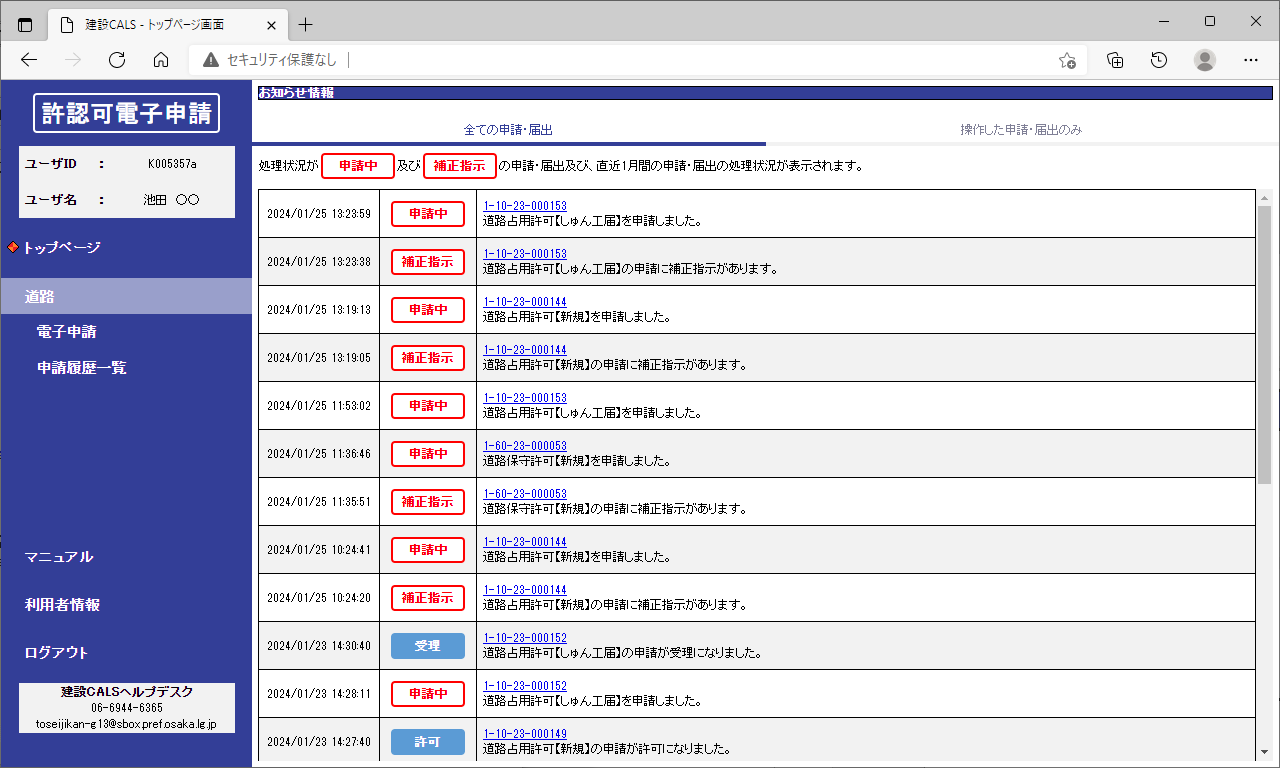 建設CALS - トップページ画面
セキュリティ保護なし
許認可電子申請
ユーザID ： K005357a
ユーザ名 ： 池田 〇〇
トップページ
道路
電子申請
申請履歴一覧
マニュアル
利用者情報
ログアウト
建設CALSヘルプデスク
06-6944-6365
toseijikan-g13@sbox.pref.osaka.lg.jp
お知らせ情報
全ての申請・届出
操作した申請・届出のみ
処理状況が 申請中 及び 補正指示 の申請・届出及び、直近1月間の申請・届出の処理状況が表示されます。
2024/01/25 13:23:59 申請中 1-10-23-000153
道路占用許可【しゅん工届】を申請しました。
2024/01/25 13:23:38 補正指示 1-10-23-000153
道路占用許可【しゅん工届】の申請に補正指示があります。
2024/01/25 13:19:13 申請中 1-10-23-000144
道路占用許可【新規】を申請しました。
2024/01/25 13:19:05 補正指示 1-10-23-000144
道路占用許可【新規】の申請に補正指示があります。
2024/01/25 11:53:02 申請中 1-10-23-000153
道路占用許可【しゅん工届】を申請しました。
2024/01/25 11:36:46 申請中 1-60-23-000053
道路保守許可【新規】を申請しました。
2024/01/25 11:35:51 補正指示 1-60-23-000053
道路保守許可【新規】の申請に補正指示があります。
2024/01/25 10:24:41 申請中 1-10-23-000144
道路占用許可【新規】を申請しました。
2024/01/25 10:24:20 補正指示 1-10-23-000144
道路占用許可【新規】の申請に補正指示があります。
2024/01/23 14:30:40 受理 1-10-23-000152
道路占用許可【しゅん工届】の申請が受理になりました。
2024/01/23 14:28:11 申請中 1-10-23-000152
道路占用許可【しゅん工届】を申請しました。
2024/01/23 14:27:40 許可 1-10-23-000149
道路占用許可【新規】の申請が許可になりました。